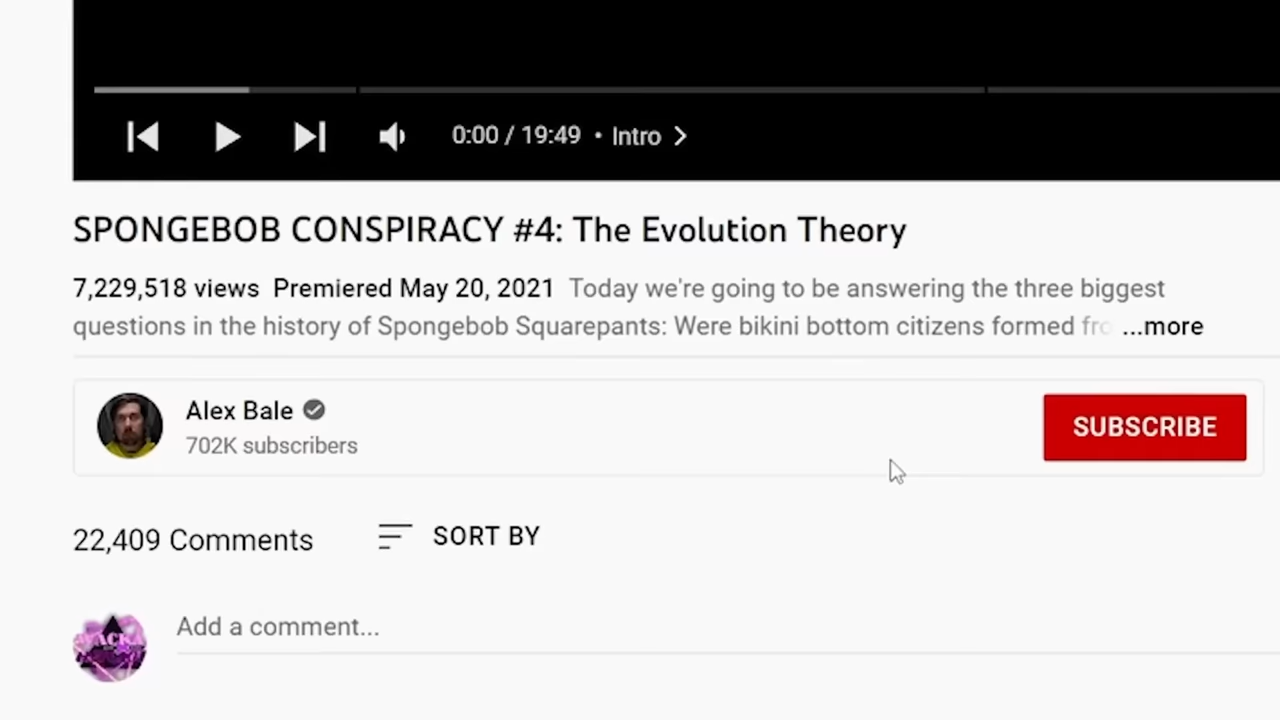 0:00 / 19:49 • Intro
SPONGEBOB CONSPIRACY #4: The Evolution Theory
7,229,518 views Premiered May 20, 2021 Today we're going to be answering the three biggest
questions in the history of Spongebob Squarepants: Were bikini bottom citizens formed fro ...more
Alex Bale
702K subscribers
SUBSCRIBE
22,409 Comments
SORT BY
Add a comment...